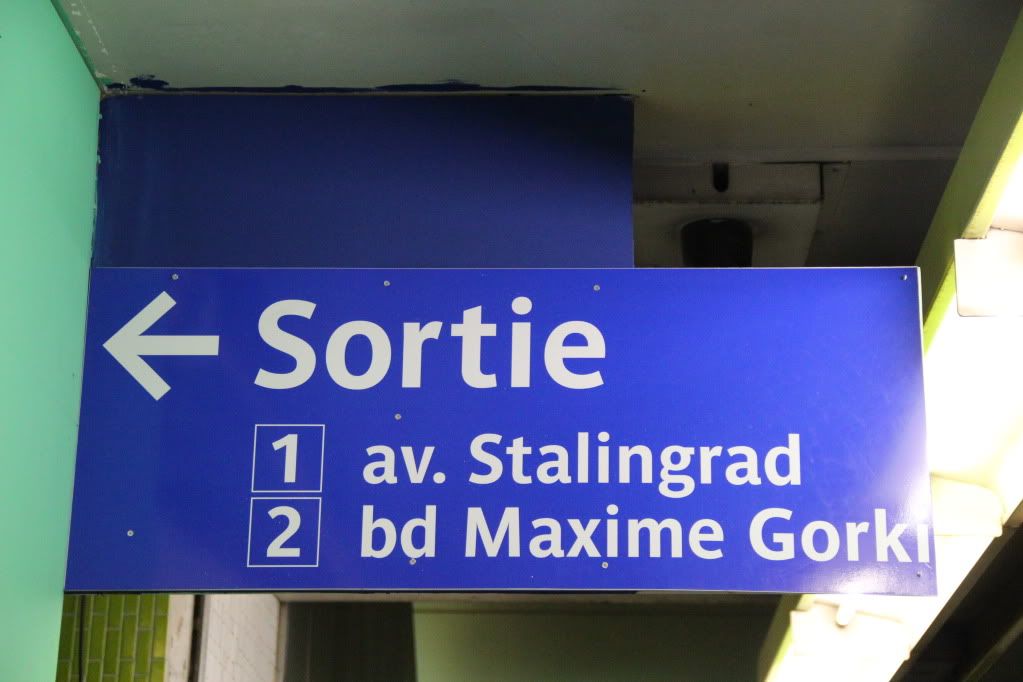 ← Sortie
1 av. Stalingrad
2 bd Maxime Gorki